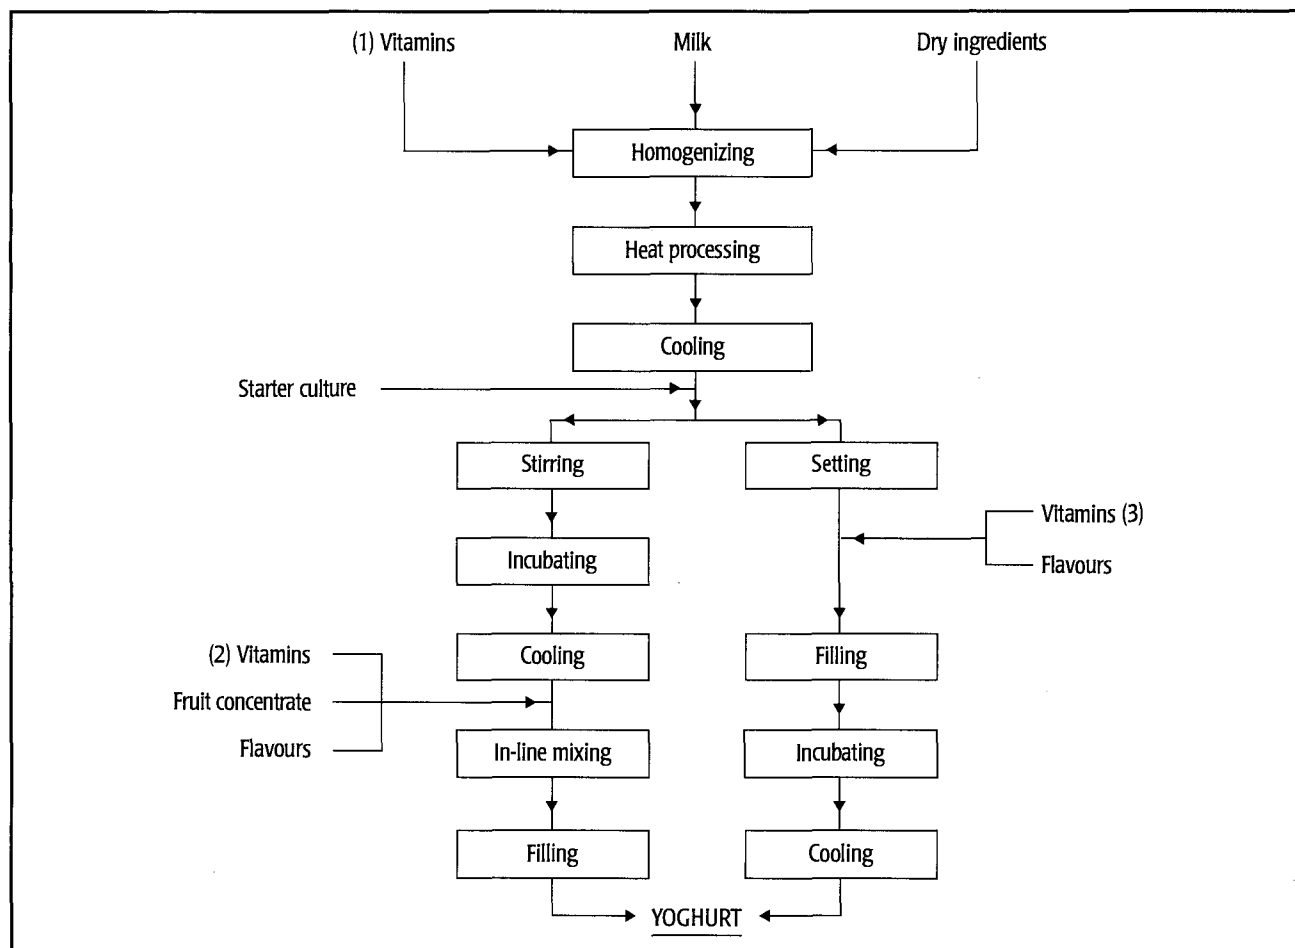 (1) Vitamins
Milk
Dry ingredients
Homogenizing
Heat processing
Cooling
Starter culture
Stirring
Setting
Vitamins (3)
Incubating
Flavours
(2) Vitamins
Cooling
Filling
Fruit concentrate
Flavours
In-line mixing
Incubating
Filling
Cooling
YOGHURT